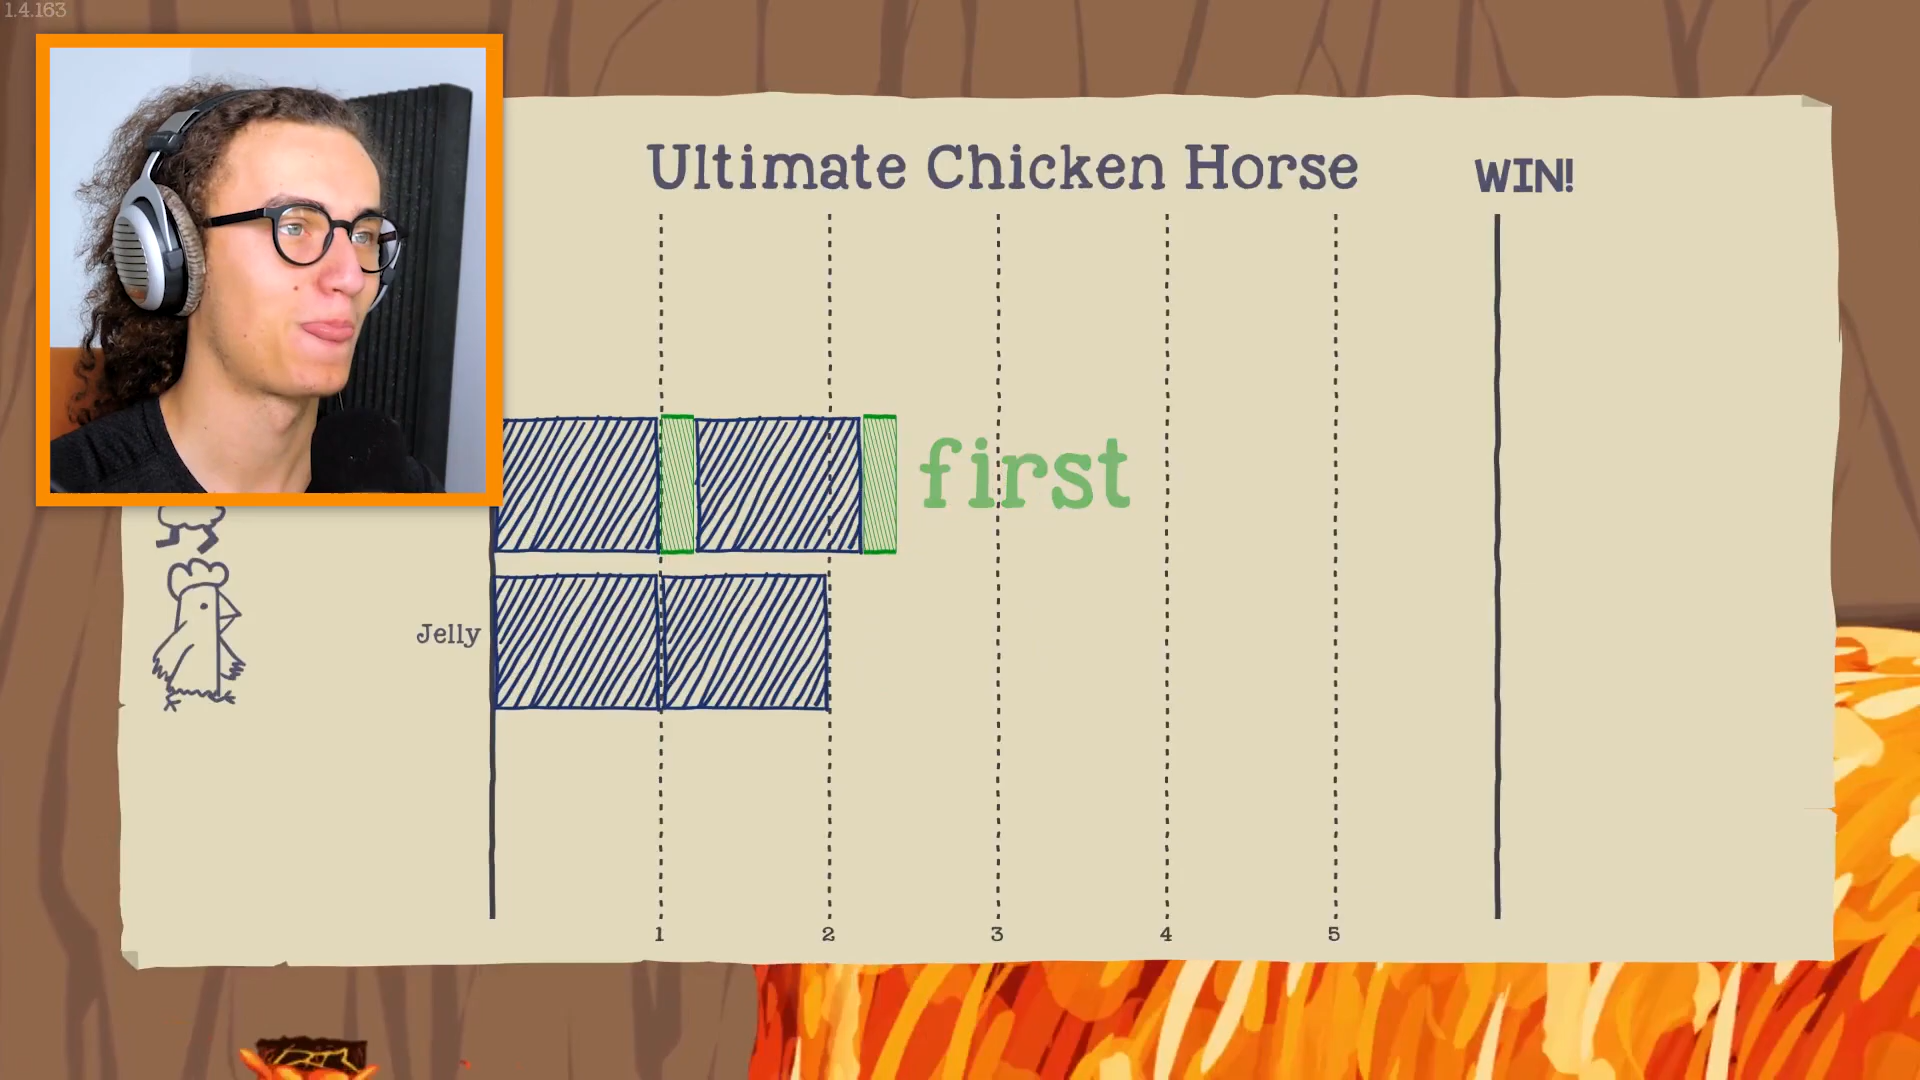 1.4.163
Ultimate Chicken Horse
WIN!
first
Jelly
1 2 3 4 5